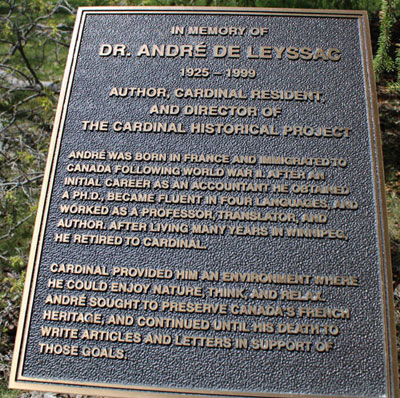 IN MEMORY OF
DR. ANDRÉ DE LEYSSAC
1925 – 1999
AUTHOR, CARDINAL RESIDENT,
AND DIRECTOR OF
THE CARDINAL HISTORICAL PROJECT
ANDRÉ WAS BORN IN FRANCE AND IMMIGRATED TO
CANADA FOLLOWING WORLD WAR II. AFTER AN
INITIAL CAREER AS AN ACCOUNTANT HE OBTAINED
A PH.D., BECAME FLUENT IN FOUR LANGUAGES, AND
WORKED AS A PROFESSOR, TRANSLATOR, AND
AUTHOR. AFTER LIVING MANY YEARS IN WINNIPEG,
HE RETIRED TO CARDINAL.
CARDINAL PROVIDED HIM AN ENVIRONMENT WHERE
HE COULD ENJOY NATURE, THINK, AND RELAX.
ANDRÉ SOUGHT TO PRESERVE CANADA'S FRENCH
HERITAGE, AND CONTINUED UNTIL HIS DEATH TO
WRITE ARTICLES AND LETTERS IN SUPPORT OF
THOSE GOALS.